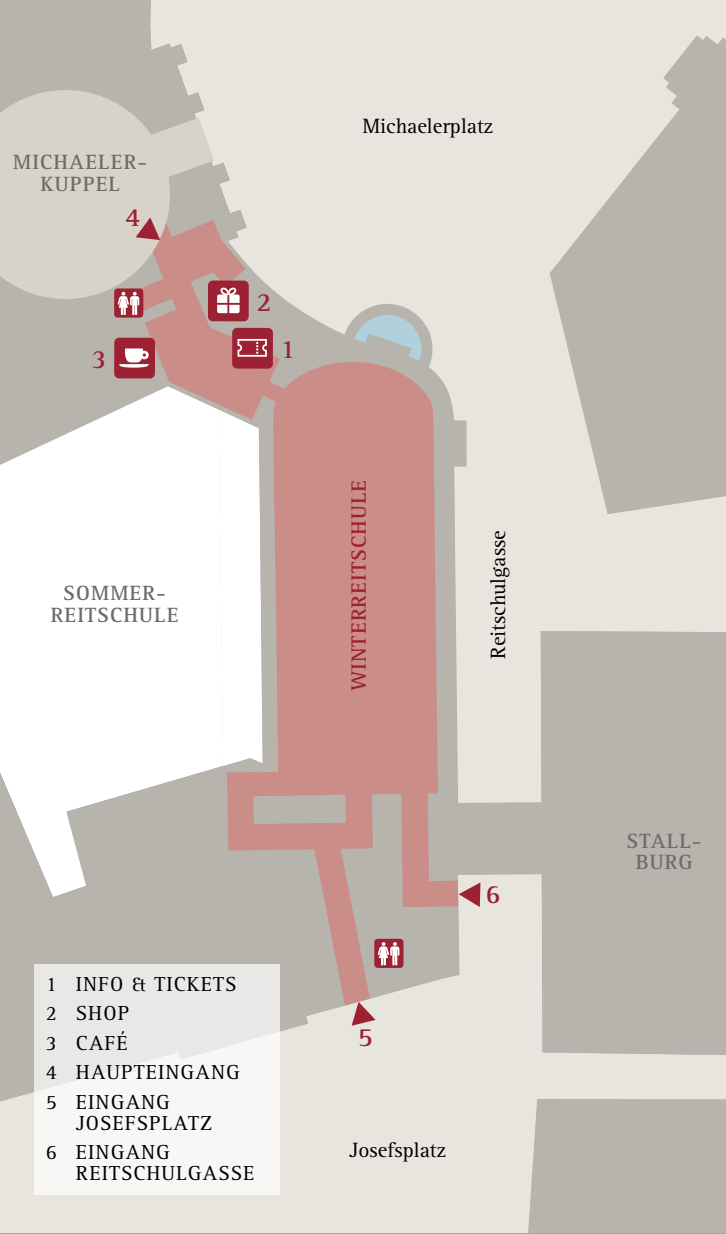 Michaelerplatz
MICHAELER-
KUPPEL
4
2
1
3
WINTERREITSCHULE
Reitschulgasse
SOMMER-
REITSCHULE
STALL-
BURG
6
5
1 INFO & TICKETS
2 SHOP
3 CAFÉ
4 HAUPTEINGANG
5 EINGANG
JOSEFSPLATZ
6 EINGANG
REITSCHULGASSE
Josefsplatz